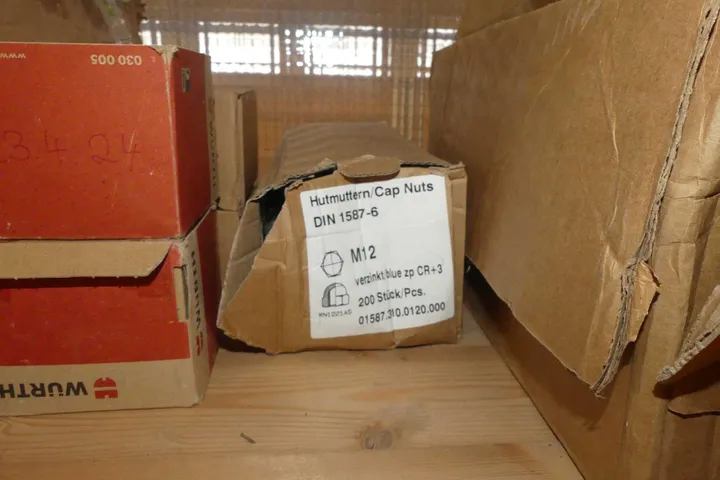 www.
030 005
3.4 24
WÜRTH
Hutmuttern/Cap Nuts
DIN 1587-6
M12
verzinkt/blue zp CR+3
200 Stück/Pcs.
01587.310.0120.000